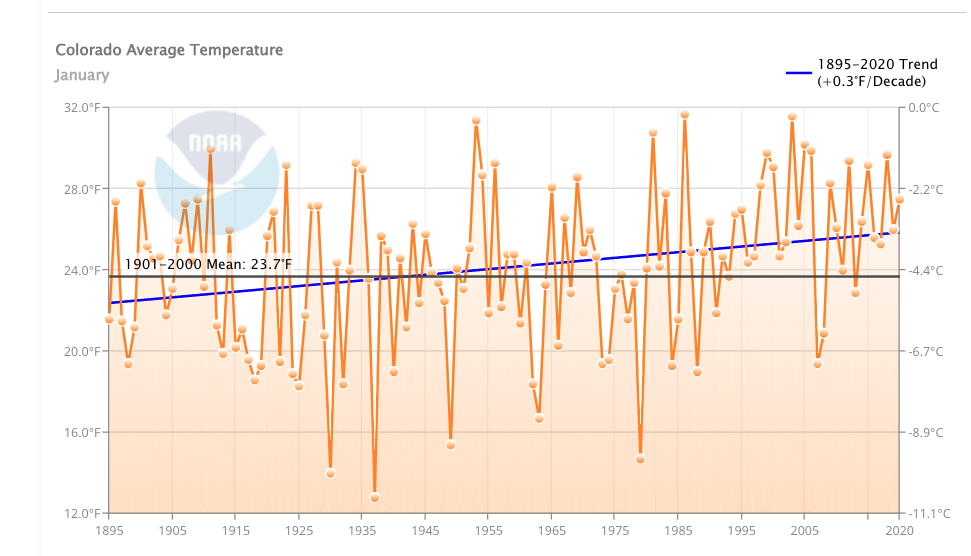 Colorado Average Temperature
January
1895-2020 Trend
(+0.3°F/Decade)
32.0°F
0.0°C
NOAA
28.0°F
-2.2°C
1901-2000 Mean: 23.7°F
24.0°F
-4.4°C
20.0°F
-6.7°C
16.0°F
-8.9°C
12.0°F
-11.1°C
1895 1905 1915 1925 1935 1945 1955 1965 1975 1985 1995 2005 2020